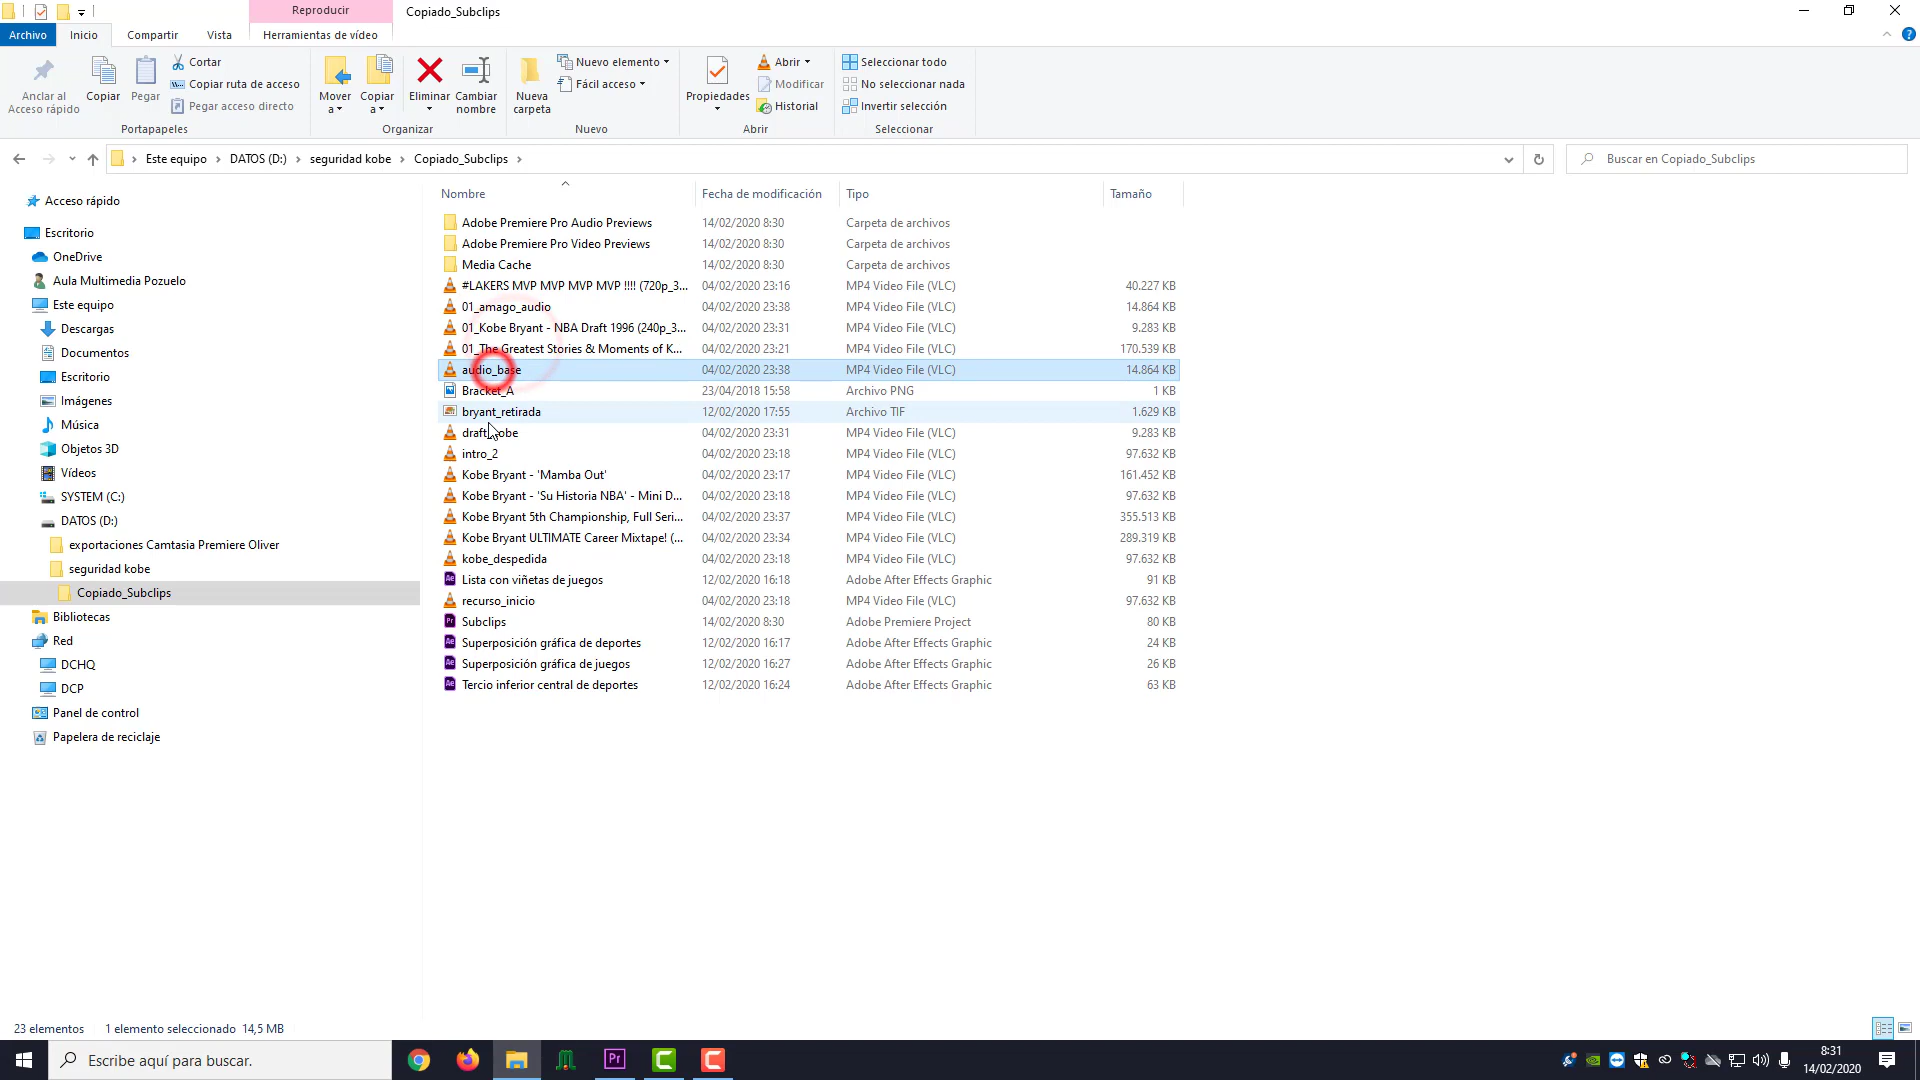 Reproducir
Copiado_Subclips
Archivo
Inicio
Compartir
Vista
Herramientas de vídeo
Anclar al
Acceso rápido
Copiar
Pegar
Cortar
Copiar ruta de acceso
Pegar acceso directo
Portapapeles
Mover
a
Copiar
a
Eliminar
Cambiar
nombre
Organizar
Nueva
carpeta
Nuevo elemento
Fácil acceso
Nuevo
Propiedades
Abrir
Modificar
Historial
Abrir
Seleccionar todo
No seleccionar nada
Invertir selección
Seleccionar
Este equipo
DATOS (D:)
seguridad kobe
Copiado_Subclips
Buscar en Copiado_Subclips
Acceso rápido
Escritorio
OneDrive
Aula Multimedia Pozuelo
Este equipo
Descargas
Documentos
Escritorio
Imágenes
Música
Objetos 3D
Vídeos
SYSTEM (C:)
DATOS (D:)
exportaciones Camtasia Premiere Oliver
seguridad kobe
Copiado_Subclips
Bibliotecas
Red
DCHQ
DCP
Panel de control
Papelera de reciclaje
Nombre Fecha de modificación Tipo Tamaño
Adobe Premiere Pro Audio Previews 14/02/2020 8:30 Carpeta de archivos
Adobe Premiere Pro Video Previews 14/02/2020 8:30 Carpeta de archivos
Media Cache 14/02/2020 8:30 Carpeta de archivos
#LAKERS MVP MVP MVP MVP !!!! (720p_3... 04/02/2020 23:16 MP4 Video File (VLC) 40.227 KB
01_amago_audio 04/02/2020 23:38 MP4 Video File (VLC) 14.864 KB
01_Kobe Bryant - NBA Draft 1996 (240p_3... 04/02/2020 23:31 MP4 Video File (VLC) 9.283 KB
01_The Greatest Stories & Moments of K... 04/02/2020 23:21 MP4 Video File (VLC) 170.539 KB
audio_base 04/02/2020 23:38 MP4 Video File (VLC) 14.864 KB
Bracket_A 23/04/2018 15:58 Archivo PNG 1 KB
bryant_retirada 12/02/2020 17:55 Archivo TIF 1.629 KB
draft_kobe 04/02/2020 23:31 MP4 Video File (VLC) 9.283 KB
intro_2 04/02/2020 23:18 MP4 Video File (VLC) 97.632 KB
Kobe Bryant - 'Mamba Out' 04/02/2020 23:17 MP4 Video File (VLC) 161.452 KB
Kobe Bryant - 'Su Historia NBA' - Mini D... 04/02/2020 23:18 MP4 Video File (VLC) 97.632 KB
Kobe Bryant 5th Championship, Full Seri... 04/02/2020 23:37 MP4 Video File (VLC) 355.513 KB
Kobe Bryant ULTIMATE Career Mixtape! (... 04/02/2020 23:34 MP4 Video File (VLC) 289.319 KB
kobe_despedida 04/02/2020 23:18 MP4 Video File (VLC) 97.632 KB
Lista con viñetas de juegos 12/02/2020 16:18 Adobe After Effects Graphic 91 KB
recurso_inicio 04/02/2020 23:18 MP4 Video File (VLC) 97.632 KB
Subclips 14/02/2020 8:30 Adobe Premiere Project 80 KB
Superposición gráfica de deportes 12/02/2020 16:17 Adobe After Effects Graphic 24 KB
Superposición gráfica de juegos 12/02/2020 16:27 Adobe After Effects Graphic 26 KB
Tercio inferior central de deportes 12/02/2020 16:24 Adobe After Effects Graphic 63 KB
23 elementos 1 elemento seleccionado 14,5 MB
Escribe aquí para buscar.
8:31
14/02/2020